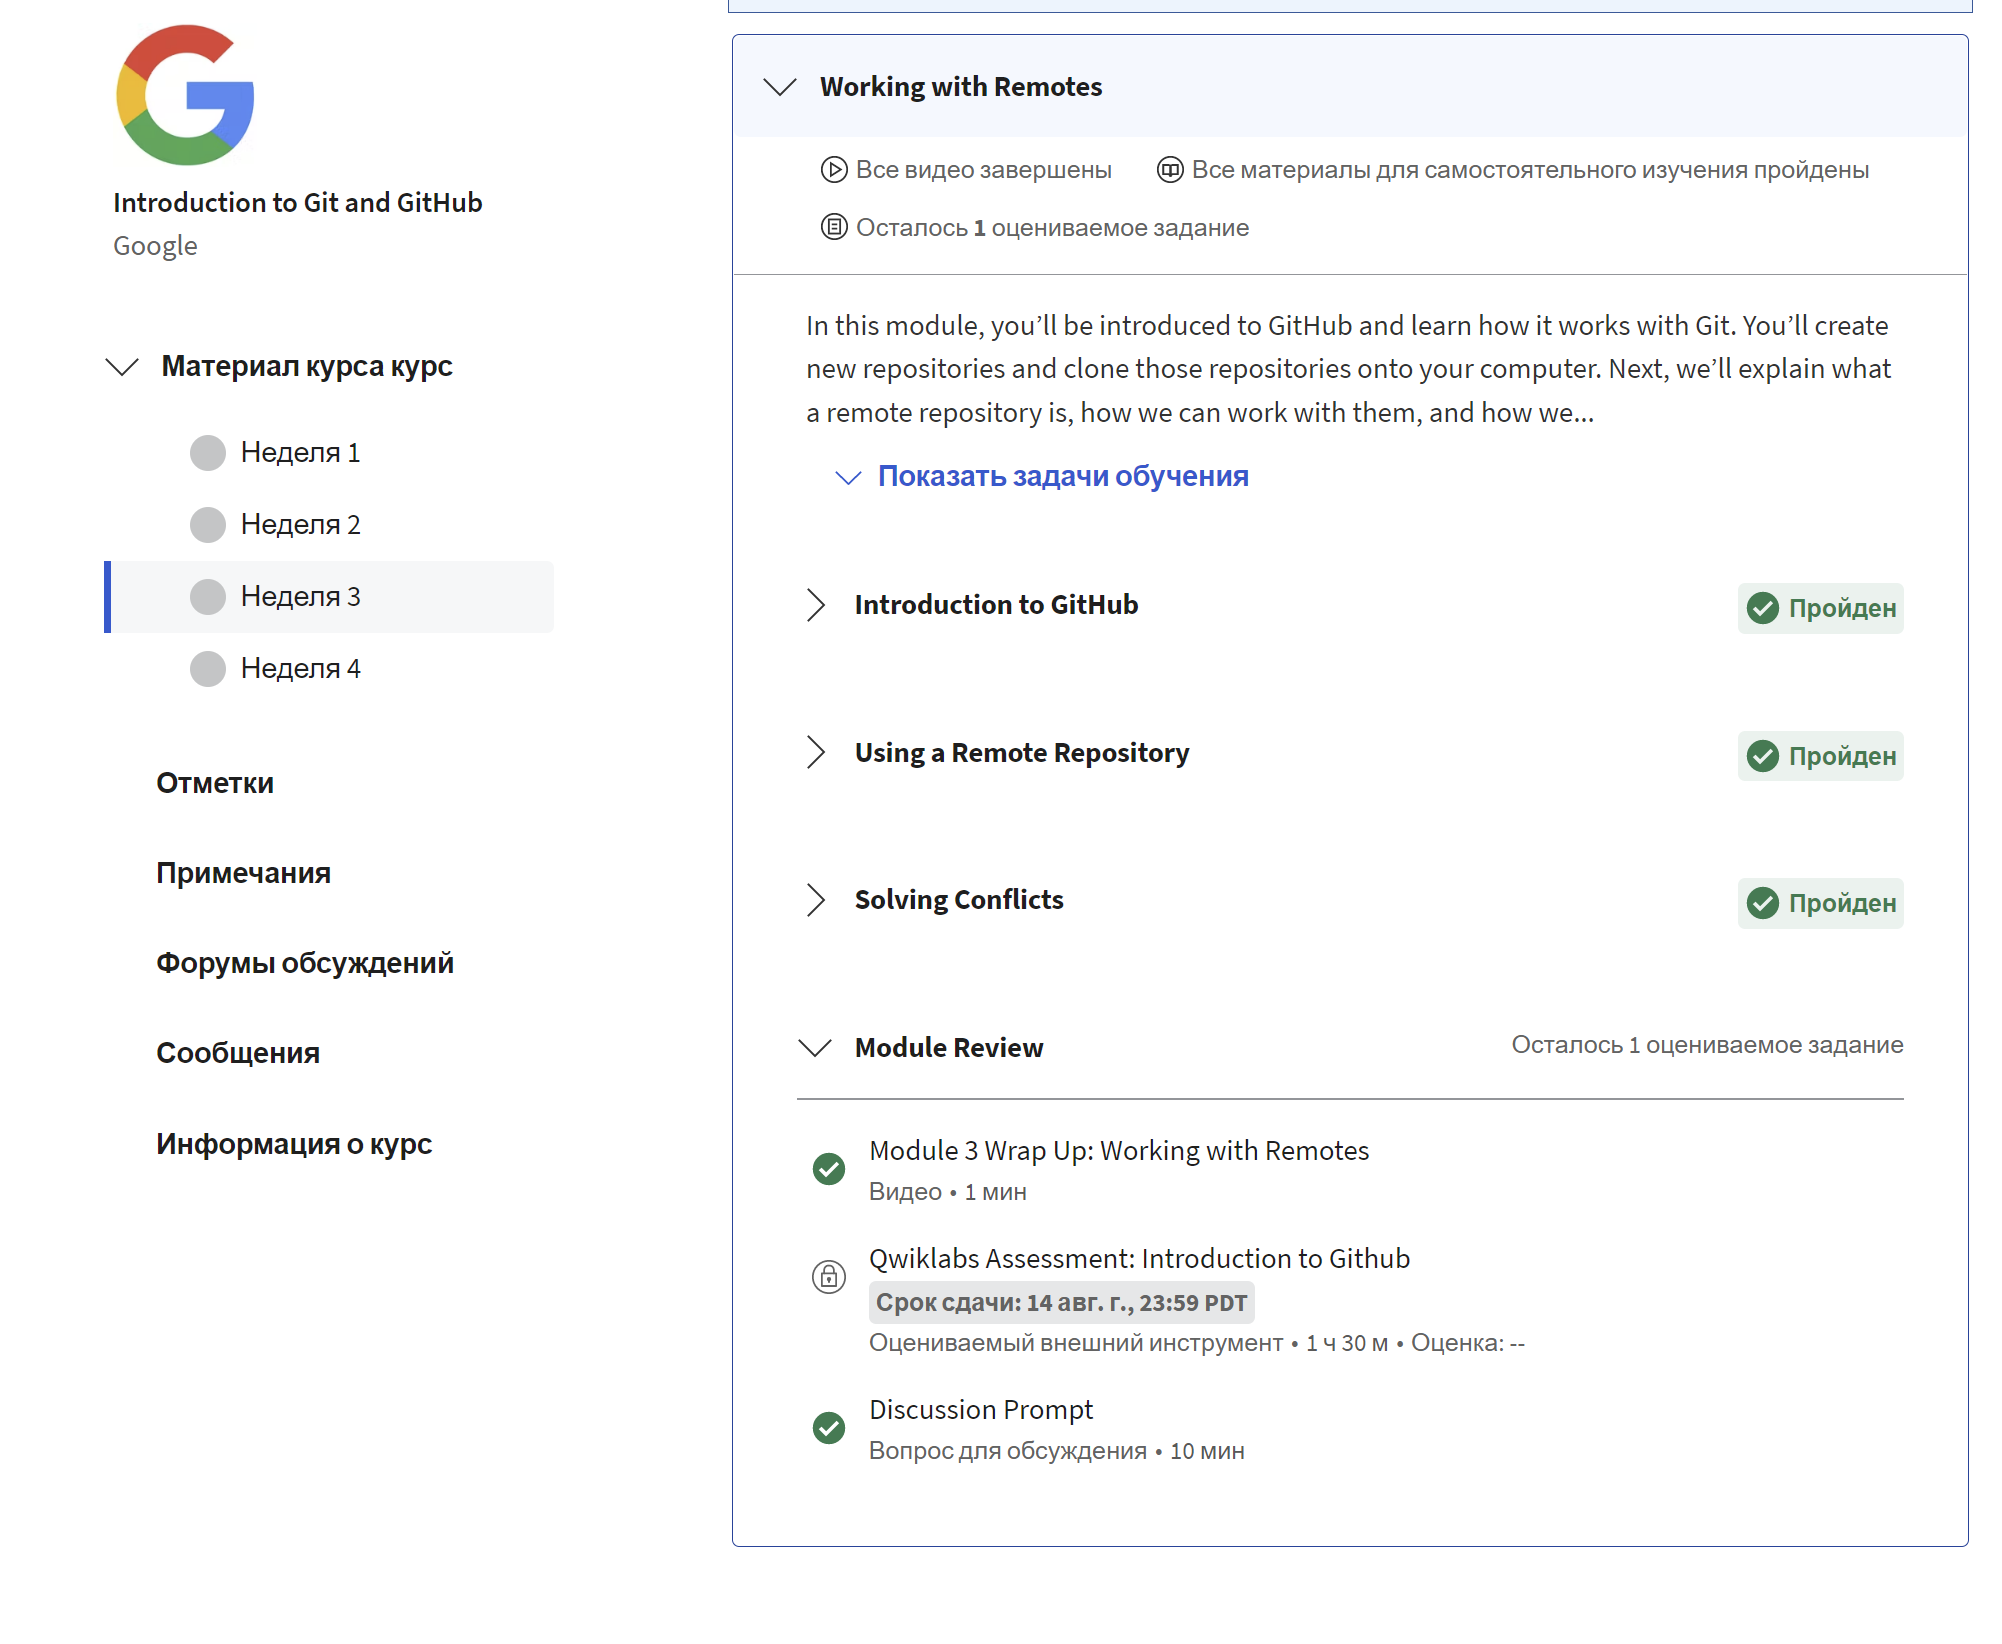 Introduction to Git and GitHub
Google
Материал курса курс
Неделя 1
Неделя 2
Неделя 3
Неделя 4
Отметки
Примечания
Форумы обсуждений
Сообщения
Информация о курс
Working with Remotes
Все видео завершены
Все материалы для самостоятельного изучения пройдены
Осталось 1 оцениваемое задание
In this module, you’ll be introduced to GitHub and learn how it works with Git. You’ll create
new repositories and clone those repositories onto your computer. Next, we’ll explain what
a remote repository is, how we can work with them, and how we...
Показать задачи обучения
Introduction to GitHub
Пройден
Using a Remote Repository
Пройден
Solving Conflicts
Пройден
Module Review
Осталось 1 оцениваемое задание
Module 3 Wrap Up: Working with Remotes
Видео • 1 мин
Qwiklabs Assessment: Introduction to Github
Срок сдачи: 14 авг. г., 23:59 PDT
Оцениваемый внешний инструмент • 1 ч 30 м • Оценка: --
Discussion Prompt
Вопрос для обсуждения • 10 мин